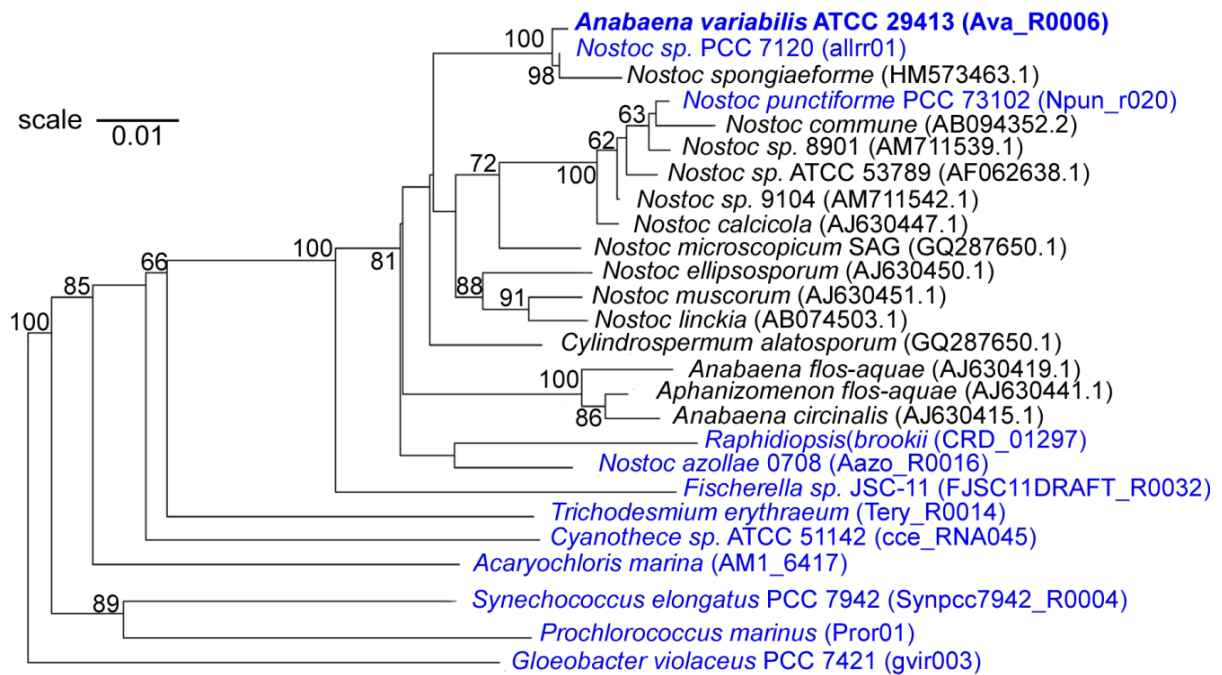 Anabaena variabilis ATCC 29413 (Ava_R0006)
100
Nostoc sp. PCC 7120 (allrr01)
98
Nostoc spongiaeforme (HM573463.1)
scale
0.01
Nostoc punctiforme PCC 73102 (Npun_r020)
63
Nostoc commune (AB094352.2)
62
Nostoc sp. 8901 (AM711539.1)
72
100
Nostoc sp. ATCC 53789 (AF062638.1)
Nostoc sp. 9104 (AM711542.1)
Nostoc calcicola (AJ630447.1)
100
81
Nostoc microscopicum SAG (GQ287650.1)
66
Nostoc ellipsosporum (AJ630450.1)
85
88
91
Nostoc muscorum (AJ630451.1)
100
Nostoc linckia (AB074503.1)
Cylindrospermum alatosporum (GQ287650.1)
100
Anabaena flos-aquae (AJ630419.1)
Aphanizomenon flos-aquae (AJ630441.1)
86
Anabaena circinalis (AJ630415.1)
Raphidiopsis(brookii (CRD_01297)
Nostoc azollae 0708 (Aazo_R0016)
Fischerella sp. JSC-11 (FJSC11DRAFT_R0032)
Trichodesmium erythraeum (Tery_R0014)
Cyanothece sp. ATCC 51142 (cce_RNA045)
Acaryochloris marina (AM1_6417)
89
Synechococcus elongatus PCC 7942 (Synpcc7942_R0004)
Prochlorococcus marinus (Pror01)
Gloeobacter violaceus PCC 7421 (gvir003)